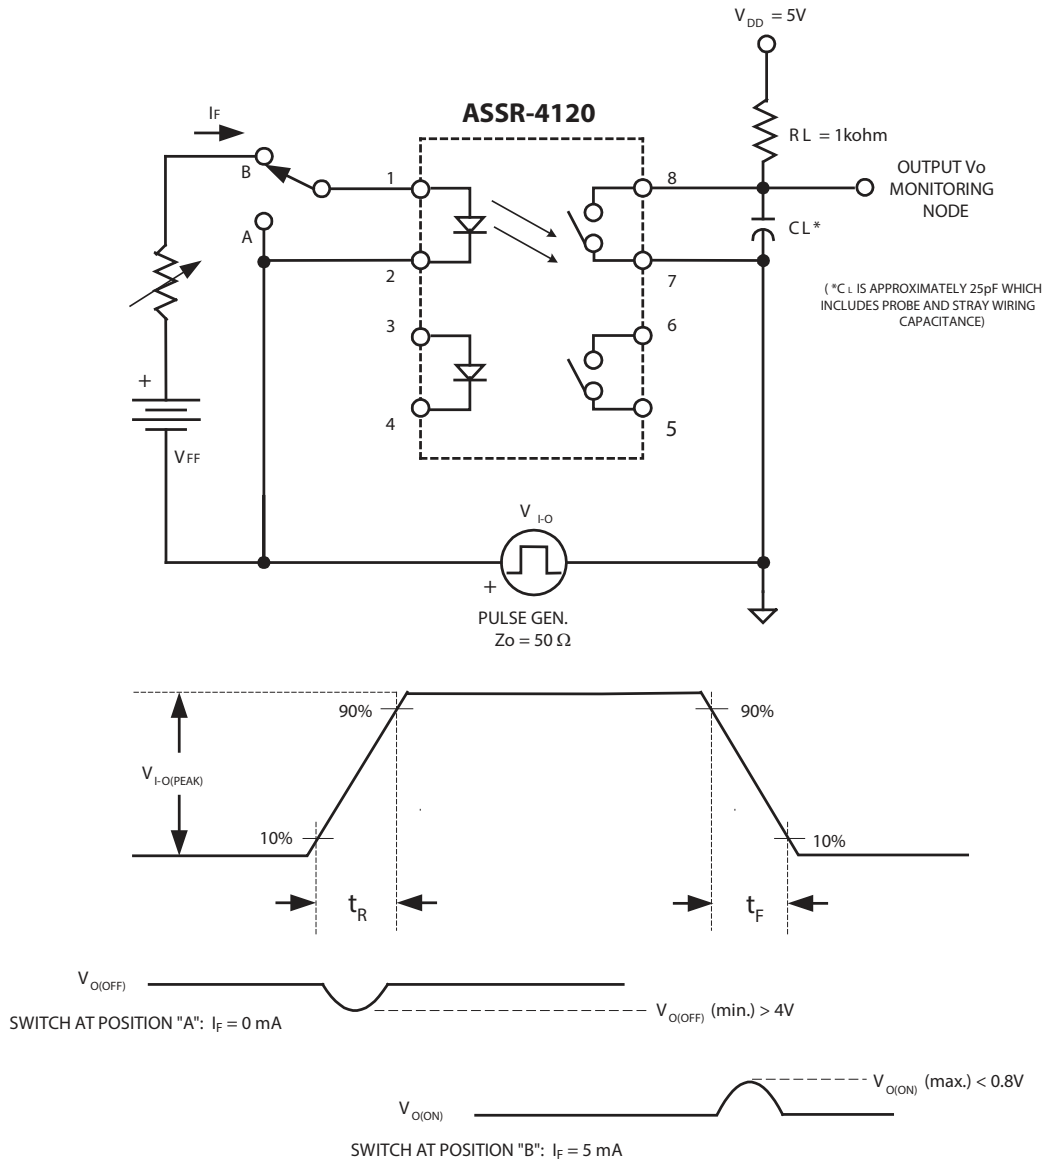 V DD = 5V
ASSR-4120
IF
B
A
1
2
3
4
8
7
6
5
RL = 1kohm
OUTPUT Vo
MONITORING
NODE
CL*
( *CL IS APPROXIMATELY 25pF WHICH
INCLUDES PROBE AND STRAY WIRING
CAPACITANCE)
+
VFF
V I-O
+
PULSE GEN.
Zo = 50 Ω
90%
90%
V I-O(PEAK)
10%
10%
tR
tF
V O(OFF)
V O(OFF) (min.) > 4V
SWITCH AT POSITION "A": IF = 0 mA
V O(ON) (max.) < 0.8V
V O(ON)
SWITCH AT POSITION "B": IF = 5 mA